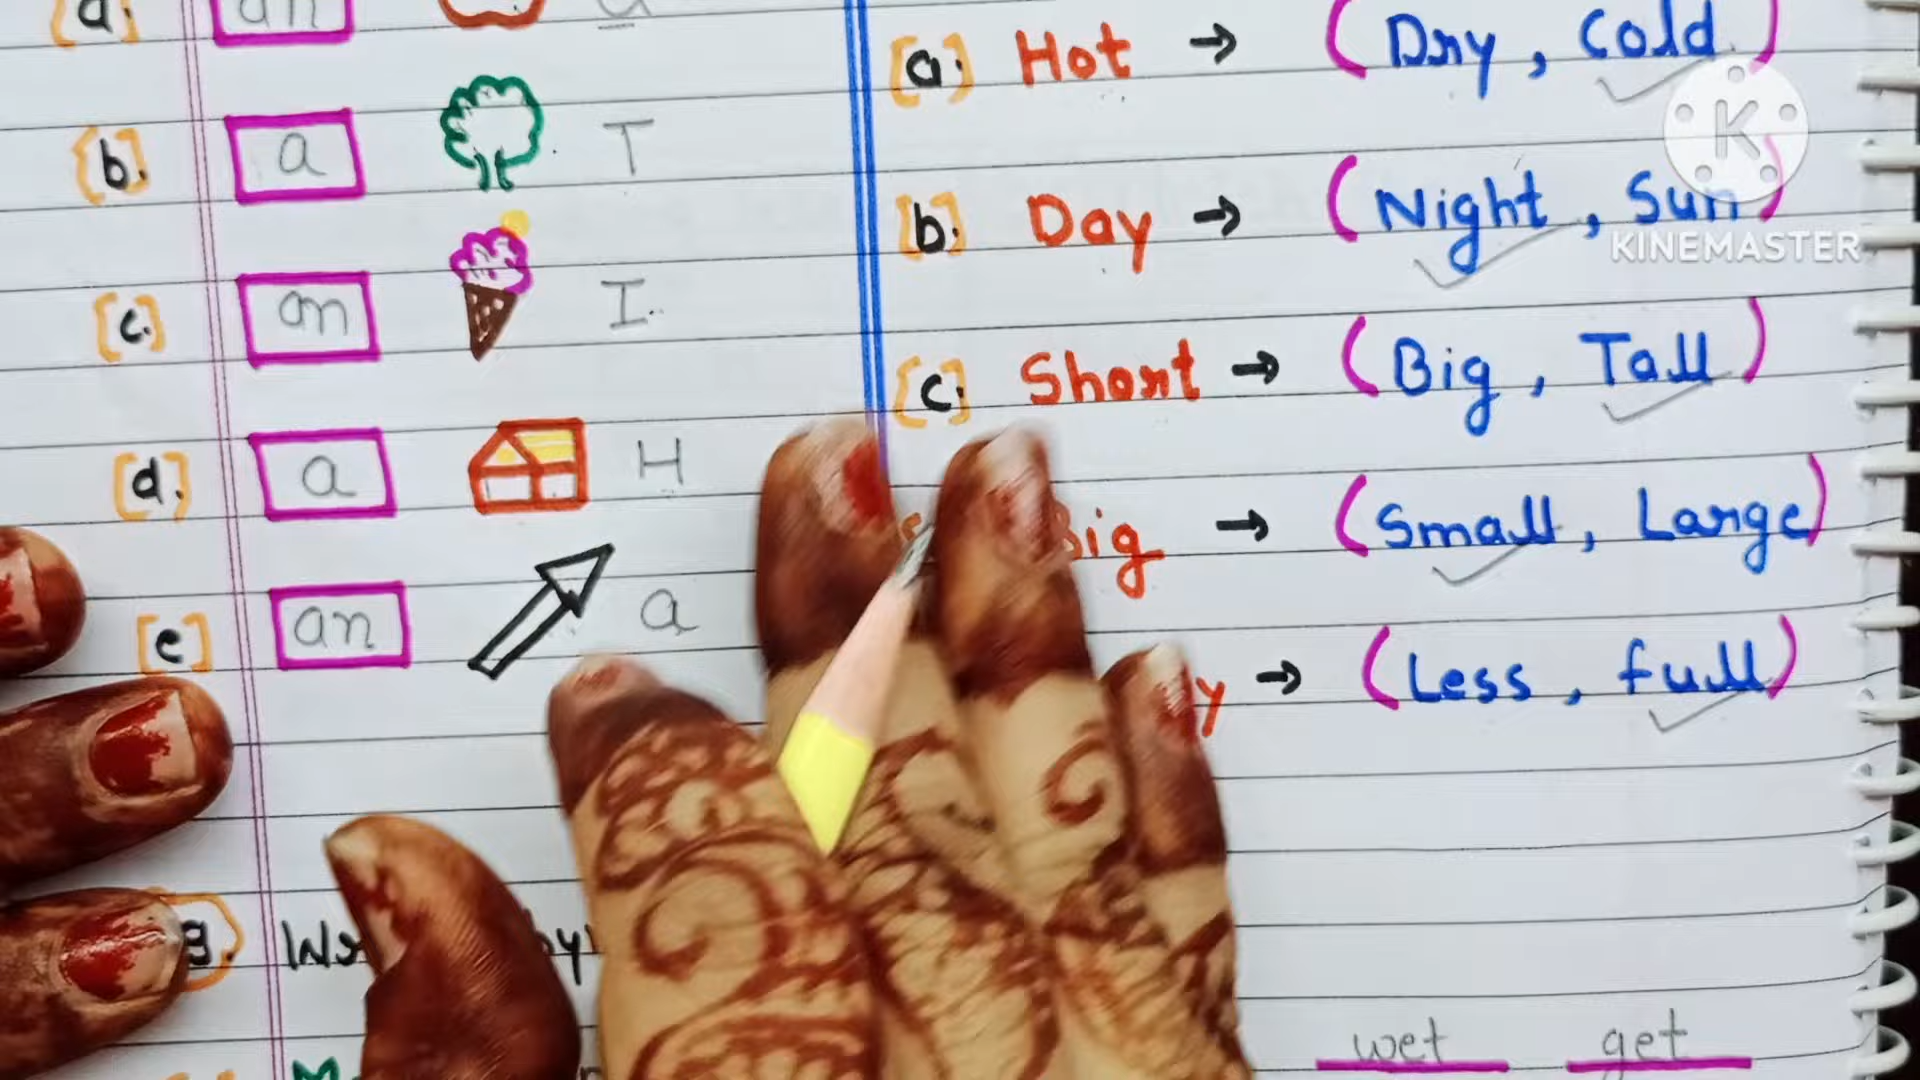 [a.] an a
[b.] a T
[c.] an I.
[d.] a H
[e] an a
[a.] Hot → (Dry, Cold)
[b.] Day → (Night, Sun)
[c. Short → (Big, Tall)
Big → (Small, Large)
y → (Less, full)
B.
wet get
K
KINEMASTER